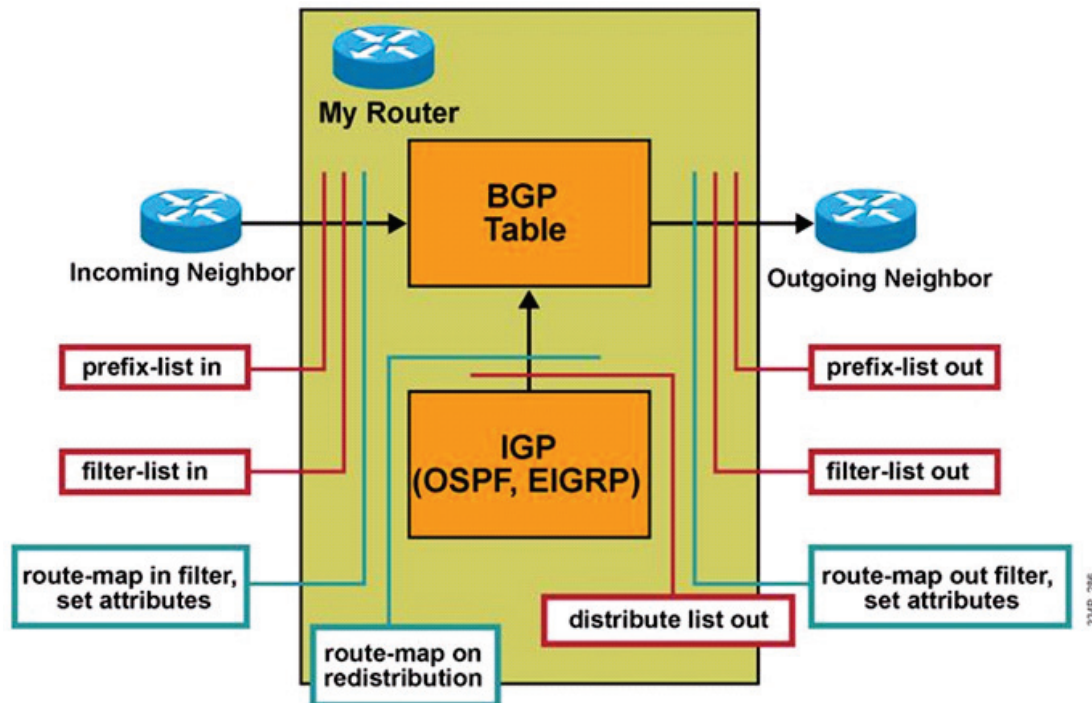 My Router
BGP
Table
Incoming Neighbor
Outgoing Neighbor
prefix-list in
prefix-list out
IGP
(OSPF, EIGRP)
filter-list in
filter-list out
route-map in filter,
set attributes
route-map out filter,
set attributes
distribute list out
route-map on
redistribution